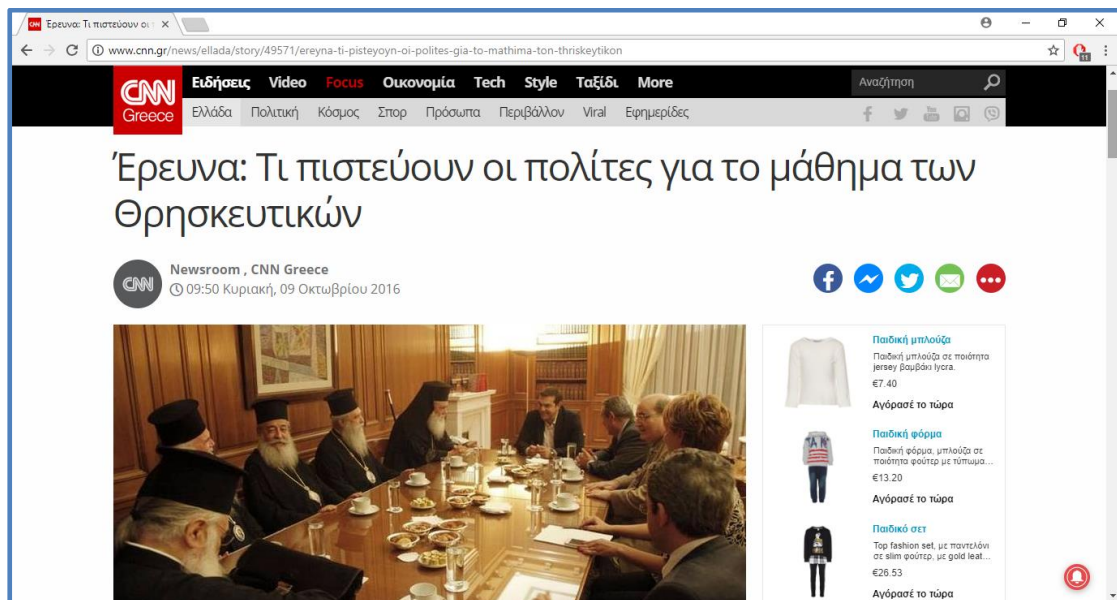 Έρευνα: Τι πιστεύουν οι
www.cnn.gr/news/ellada/story/49571/ereyna-ti-pisteyoyn-oi-polites-gia-to-mathima-ton-thriskeytikon
11
CNN
Greece
Ειδήσεις Video Focus Οικονομία Tech Style Ταξίδι More
Αναζήτηση
Ελλάδα Πολιτική Κόσμος Σπορ Πρόσωπα Περιβάλλον Viral Εφημερίδες
Έρευνα: Τι πιστεύουν οι πολίτες για το μάθημα των
Θρησκευτικών
CNN
Newsroom , CNN Greece
09:50 Κυριακή, 09 Οκτωβρίου 2016
Παιδική μπλούζα
Παιδική μπλούζα σε ποιότητα
jersey βαμβάκι lycra.
€7.40
Αγόρασέ το τώρα
Παιδική φόρμα
Παιδική φόρμα, μπλούζα σε
ποιότητα φούτερ με τύπωμα...
€13.20
Αγόρασέ το τώρα
Παιδικό σετ
Top fashion set, με παντελόνι
σε slim φούτερ, με gold leat...
€26.53
Αγόρασέ το τώρα